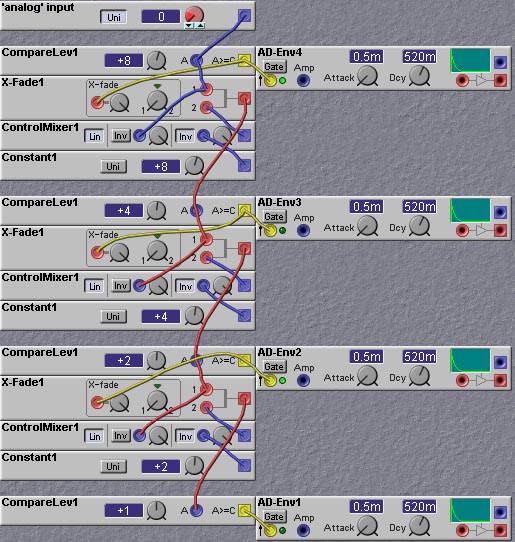 'analog' input Uni 0
CompareLev1 +8 A A>=C AD-Env4 0.5m 520m
Gate Amp Attack Dcy
X-Fade1 X-fade 1 2 1 2
ControlMixer1 Lin Inv Inv
Constant1 Uni +8
CompareLev1 +4 A A>=C AD-Env3 0.5m 520m
Gate Amp Attack Dcy
X-Fade1 X-fade 1 2 1 2
ControlMixer1 Lin Inv Inv
Constant1 Uni +4
CompareLev1 +2 A A>=C AD-Env2 0.5m 520m
Gate Amp Attack Dcy
X-Fade1 X-fade 1 2 1 2
ControlMixer1 Lin Inv Inv
Constant1 Uni +2
CompareLev1 +1 A A>=C AD-Env1 0.5m 520m
Gate Amp Attack Dcy